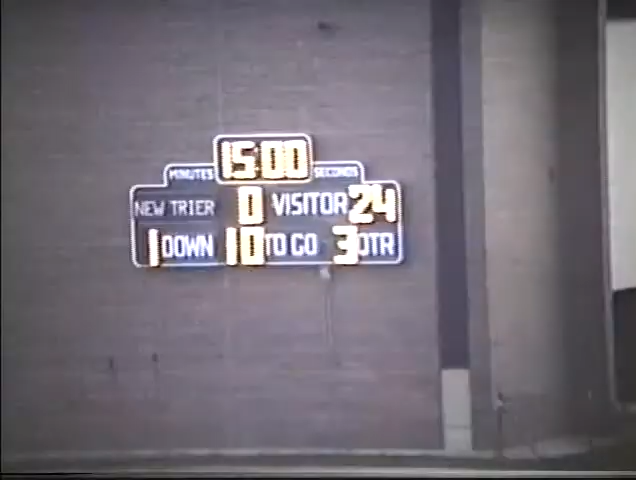 15:00
MINUTES SECONDS
NEW TRIER 0 VISITOR 24
1 DOWN 10 TO GO 3 QTR